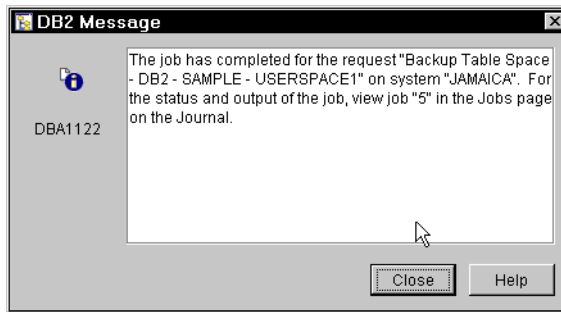 DB2 Message
The job has completed for the request "Backup Table Space
- DB2 - SAMPLE - USERSPACE1" on system "JAMAICA".  For
the status and output of the job, view job "5" in the Jobs page
on the Journal.
DBA1122
Close
Help